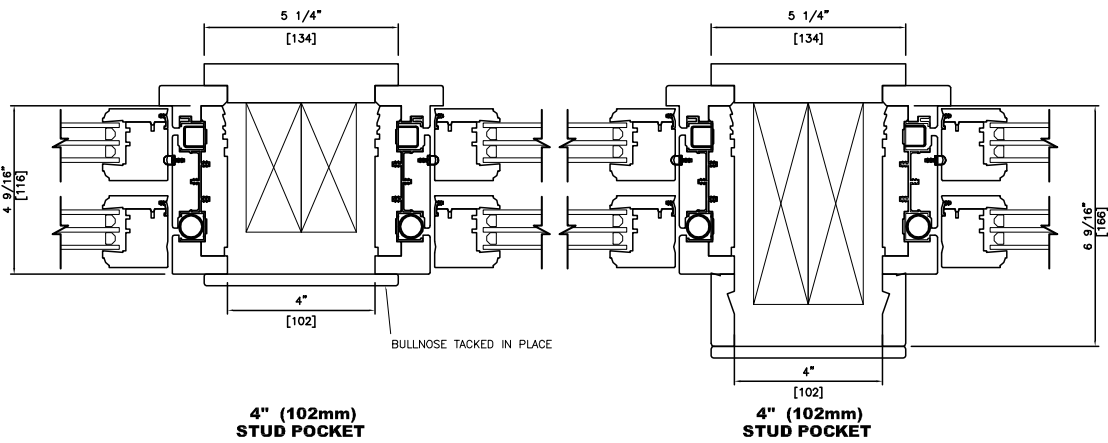 5 1/4"
[134]
4 9/16"
[116]
4"
[102]
BULLNOSE TACKED IN PLACE
4" (102mm)
STUD POCKET
5 1/4"
[134]
6 9/16"
[166]
4"
[102]
4" (102mm)
STUD POCKET